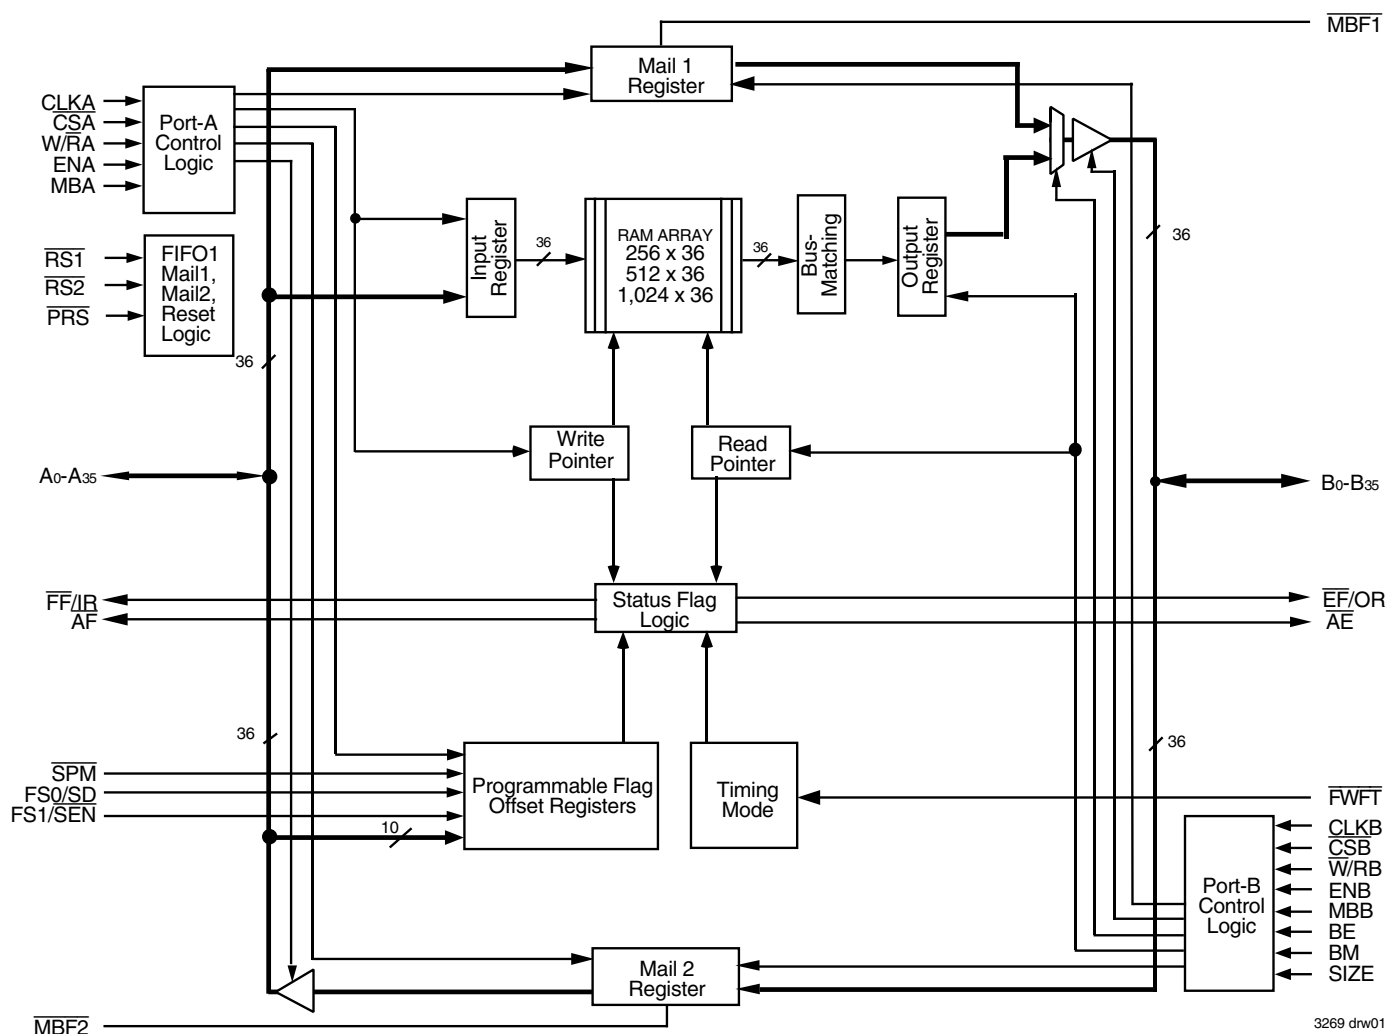 MBF1
Mail 1
Register
CLKA
CSA
W/RA
ENA
MBA
Port-A
Control
Logic
RS1
RS2
PRS
FIFO1
Mail1,
Mail2,
Reset
Logic
36
Input
Register
36
RAM ARRAY
256 x 36
512 x 36
1,024 x 36
36
Bus-
Matching
Output
Register
36
Write
Pointer
Read
Pointer
A0-A35
B0-B35
FF/IR
AF
Status Flag
Logic
EF/OR
AE
36
36
SPM
FS0/SD
FS1/SEN
10
Programmable Flag
Offset Registers
Timing
Mode
FWFT
CLKB
CSB
W/RB
ENB
MBB
BE
BM
SIZE
Port-B
Control
Logic
Mail 2
Register
MBF2
3269 drw01